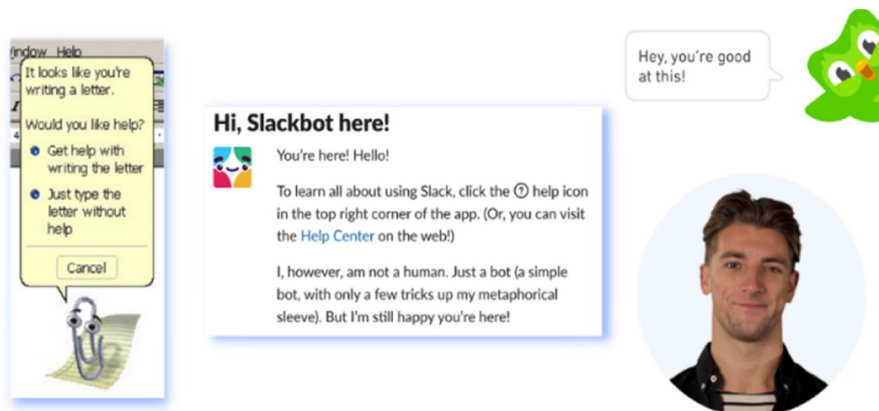 indow Help
It looks like you're
writing a letter.
Would you like help?
Get help with
writing the letter
Just type the
letter without
help
Cancel
Hi, Slackbot here!
You're here! Hello!
To learn all about using Slack, click the ? help icon
in the top right corner of the app. (Or, you can visit
the Help Center on the web!)
I, however, am not a human. Just a bot (a simple
bot, with only a few tricks up my metaphorical
sleeve). But I'm still happy you're here!
Hey, you're good
at this!